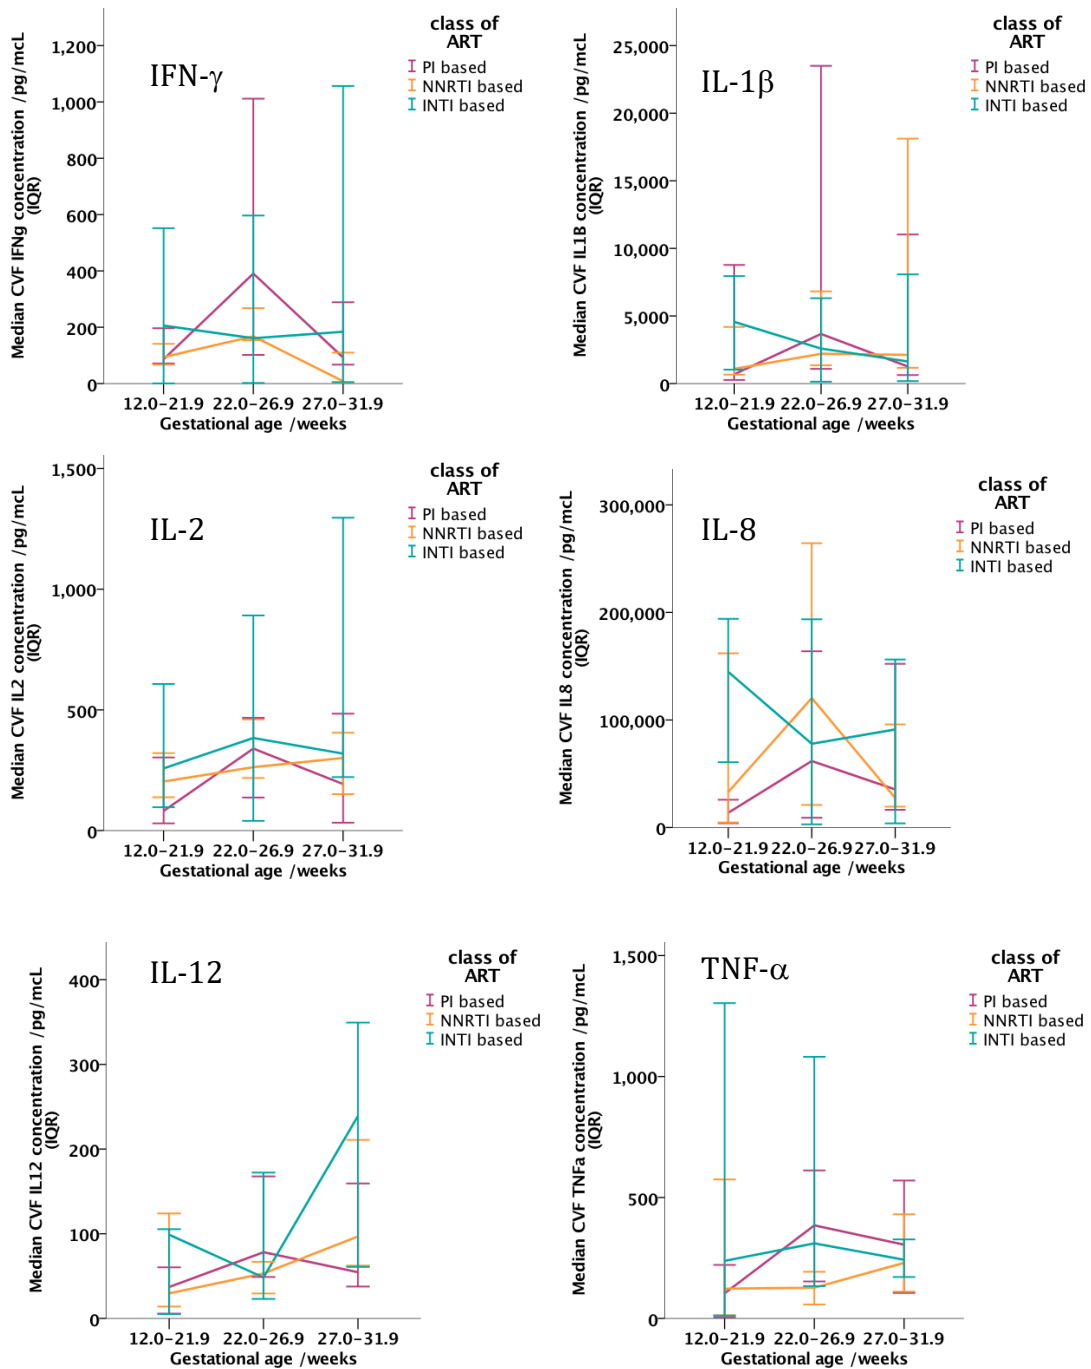 class of
ART
PI based
NNRTI based
INTI based
IFN-γ
Median CVF IFNg concentration /pg/mcL
(IQR)
1,200
1,000
800
600
400
200
0
12.0–21.9 22.0–26.9 27.0–31.9
Gestational age /weeks
class of
ART
PI based
NNRTI based
INTI based
IL-1β
Median CVF IL1B concentration /pg/mcL
(IQR)
25,000
20,000
15,000
10,000
5,000
0
12.0–21.9 22.0–26.9 27.0–31.9
Gestational age /weeks
class of
ART
PI based
NNRTI based
INTI based
IL-2
Median CVF IL2 concentration /pg/mcL
(IQR)
1,500
1,000
500
0
12.0–21.9 22.0–26.9 27.0–31.9
Gestational age /weeks
class of
ART
PI based
NNRTI based
INTI based
IL-8
Median CVF IL8 concentration /pg/mcL
(IQR)
300,000
200,000
100,000
0
12.0–21.9 22.0–26.9 27.0–31.9
Gestational age /weeks
class of
ART
PI based
NNRTI based
INTI based
IL-12
Median CVF IL12 concentration /pg/mcL
(IQR)
400
300
200
100
0
12.0–21.9 22.0–26.9 27.0–31.9
Gestational age /weeks
class of
ART
PI based
NNRTI based
INTI based
TNF-α
Median CVF TNFa concentration /pg/mcL
(IQR)
1,500
1,000
500
0
12.0–21.9 22.0–26.9 27.0–31.9
Gestational age /weeks